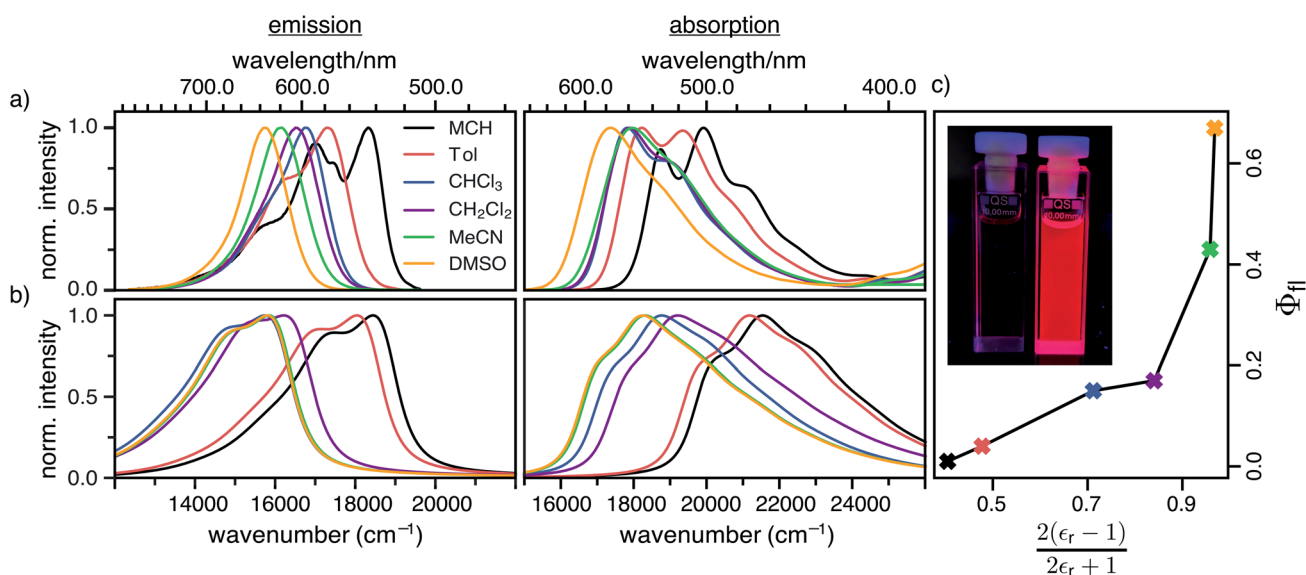 emission
absorption
wavelength/nm
wavelength/nm
700.0 600.0 500.0
600.0 500.0 400.0
a)
c)
norm. intensity
1.0
0.5
0.0
MCH
Tol
CHCl₃
CH₂Cl₂
MeCN
DMSO
b)
norm. intensity
1.0
0.5
0.0
14000 16000 18000 20000
wavenumber (cm⁻¹)
16000 18000 20000 22000 24000
wavenumber (cm⁻¹)
QS
10,00mm
QS
10,00mm
0.6
0.4
0.2
0.0
Φfl
0.5 0.7 0.9
2(ϵr − 1)
2ϵr + 1